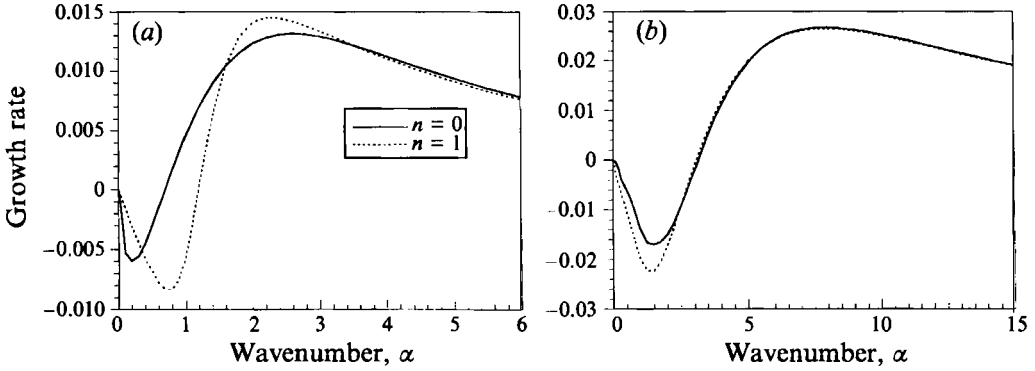 (a)
Growth rate
0.015
0.010
0.005
0
−0.005
−0.010
n = 0
n = 1
0 1 2 3 4 5 6
Wavenumber, α
(b)
0.03
0.02
0.01
0
−0.01
−0.02
−0.03
0 5 10 15
Wavenumber, α